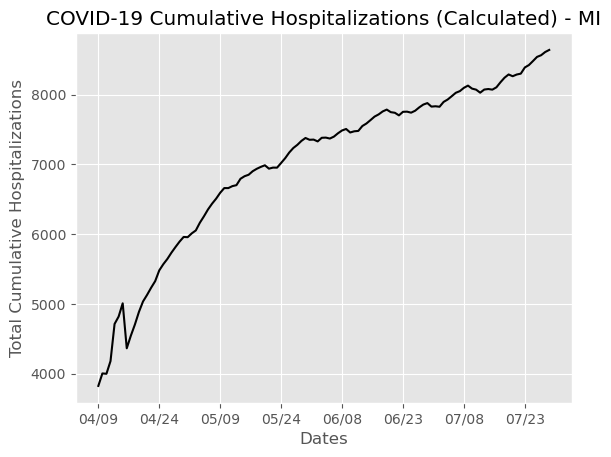 COVID-19 Cumulative Hospitalizations (Calculated) - MI
Total Cumulative Hospitalizations
8000
7000
6000
5000
4000
04/09 04/24 05/09 05/24 06/08 06/23 07/08 07/23
Dates